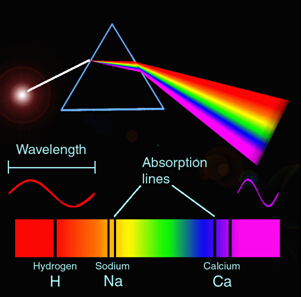 Wavelength
Absorption
lines
Hydrogen Sodium Calcium
H Na Ca